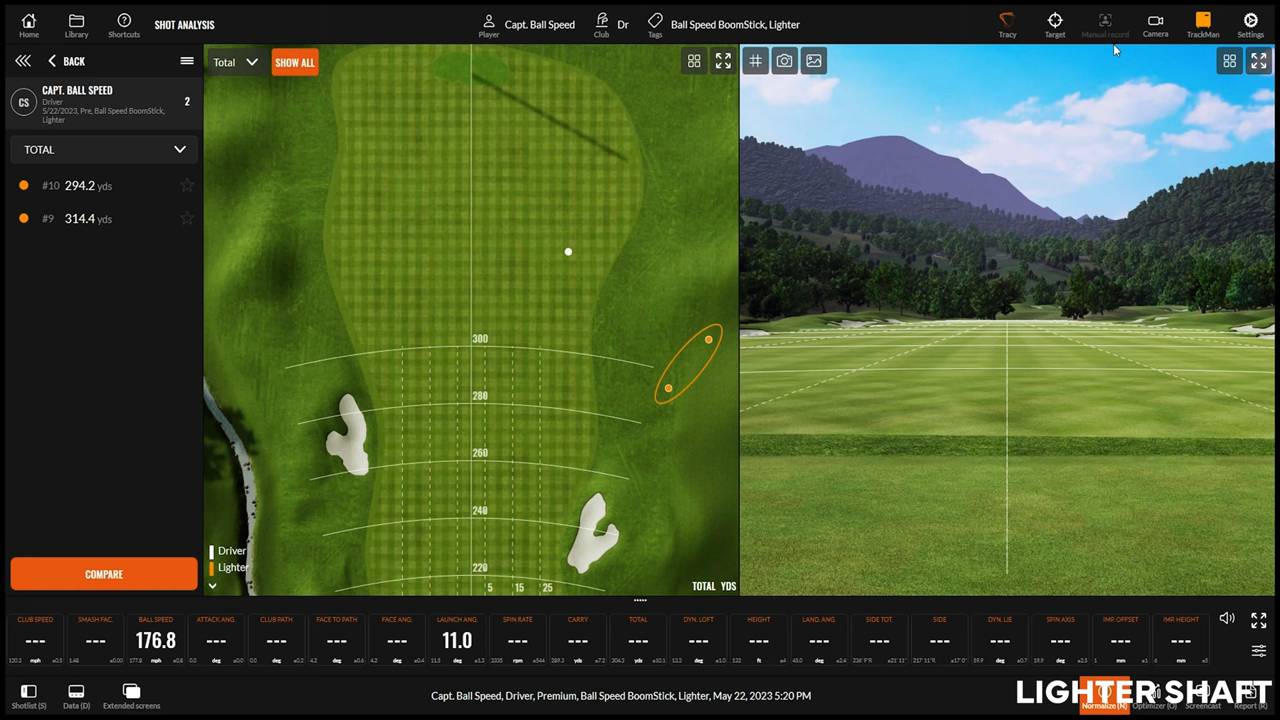 Home
Library
Shortcuts
SHOT ANALYSIS
Player
Capt. Ball Speed
Club
Dr
Tags
Ball Speed BoomStick, Lighter
Tracy
Target
Manual record
Camera
TrackMan
Settings
BACK
CS
CAPT. BALL SPEED
Driver
5/22/2023, Pre, Ball Speed BoomStick,
Lighter
2
TOTAL
#10 294.2 yds
#9 314.4 yds
COMPARE
Total
SHOW ALL
300
280
260
240
220
5 15 25
Driver
Lighter
TOTAL YDS
CLUB SPEED SMASH FAC. BALL SPEED ATTACK ANG. CLUB PATH FACE TO PATH FACE ANG. LAUNCH ANG. SPIN RATE CARRY TOTAL DYN. LOFT HEIGHT LAND. ANG. SIDE TOT. SIDE DYN. LIE SPIN AXIS IMP. OFFSET IMP. HEIGHT
--- --- 176.8 --- --- --- --- 11.0 --- --- --- --- --- --- --- --- --- --- --- ---
Shotlist (S)
Data (D)
Extended screens
Capt. Ball Speed, Driver, Premium, Ball Speed BoomStick, Lighter, May 22, 2023 5:20 PM
Normalize (N)
Optimizer (O)
Screencast
Report (R)
LIGHTER SHAFT